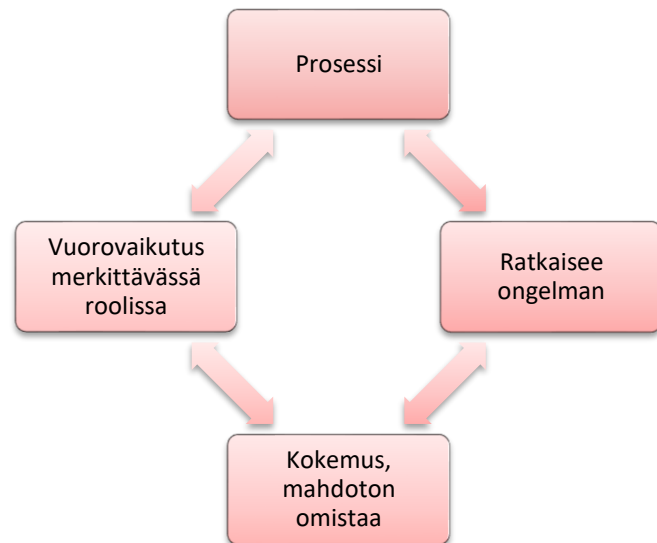 Prosessi
Vuorovaikutus
merkittävässä
roolissa
Ratkaisee
ongelman
Kokemus,
mahdoton
omistaa